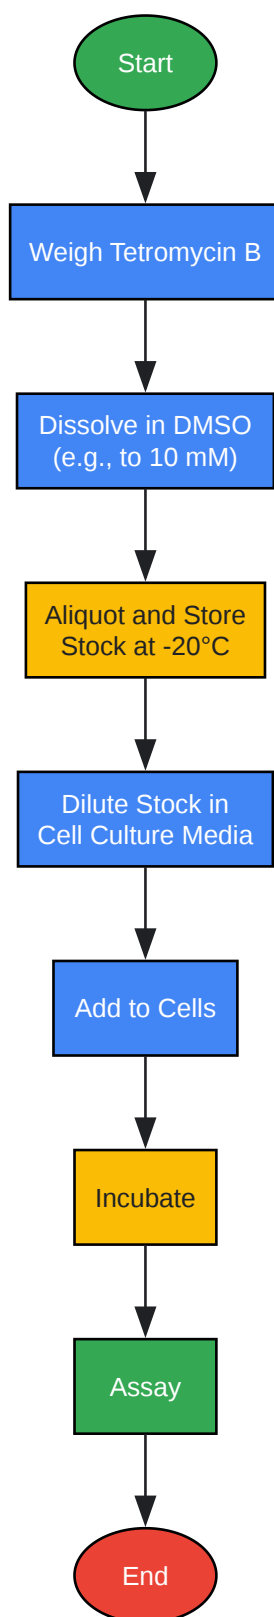 Start
Weigh Tetromycin B
Dissolve in DMSO
(e.g., to 10 mM)
Aliquot and Store
Stock at -20°C
Dilute Stock in
Cell Culture Media
Add to Cells
Incubate
Assay
End